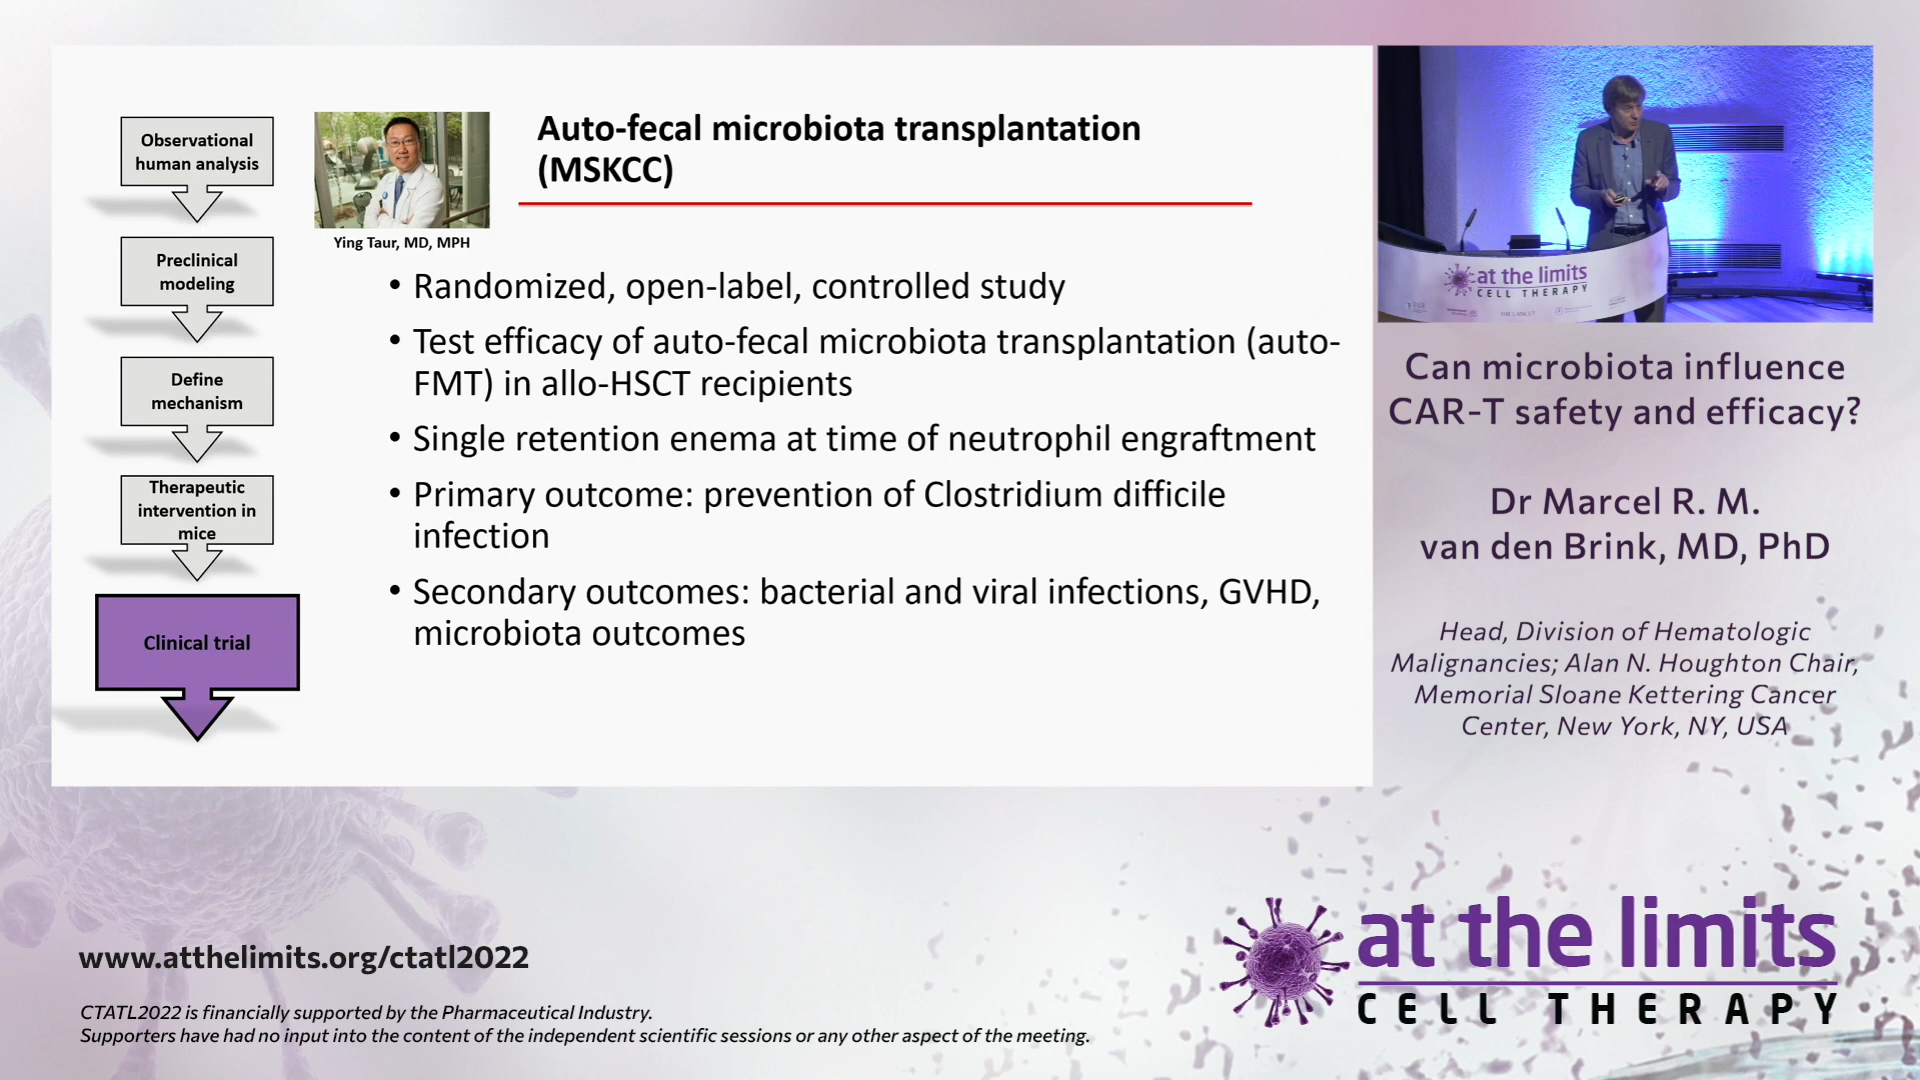 Observational
human analysis
Preclinical
modeling
Define
mechanism
Therapeutic
intervention in
mice
Clinical trial
Ying Taur, MD, MPH
Auto-fecal microbiota transplantation
(MSKCC)
• Randomized, open-label, controlled study
• Test efficacy of auto-fecal microbiota transplantation (auto-
FMT) in allo-HSCT recipients
• Single retention enema at time of neutrophil engraftment
• Primary outcome: prevention of Clostridium difficile
infection
• Secondary outcomes: bacterial and viral infections, GVHD,
microbiota outcomes
at the limits
CELL THERAPY
THE LANCET
Can microbiota influence
CAR-T safety and efficacy?
Dr Marcel R. M.
van den Brink, MD, PhD
Head, Division of Hematologic
Malignancies; Alan N. Houghton Chair,
Memorial Sloane Kettering Cancer
Center, New York, NY, USA
www.atthelimits.org/ctatl2022
CTATL2022 is financially supported by the Pharmaceutical Industry.
Supporters have had no input into the content of the independent scientific sessions or any other aspect of the meeting.
at the limits
CELL THERAPY